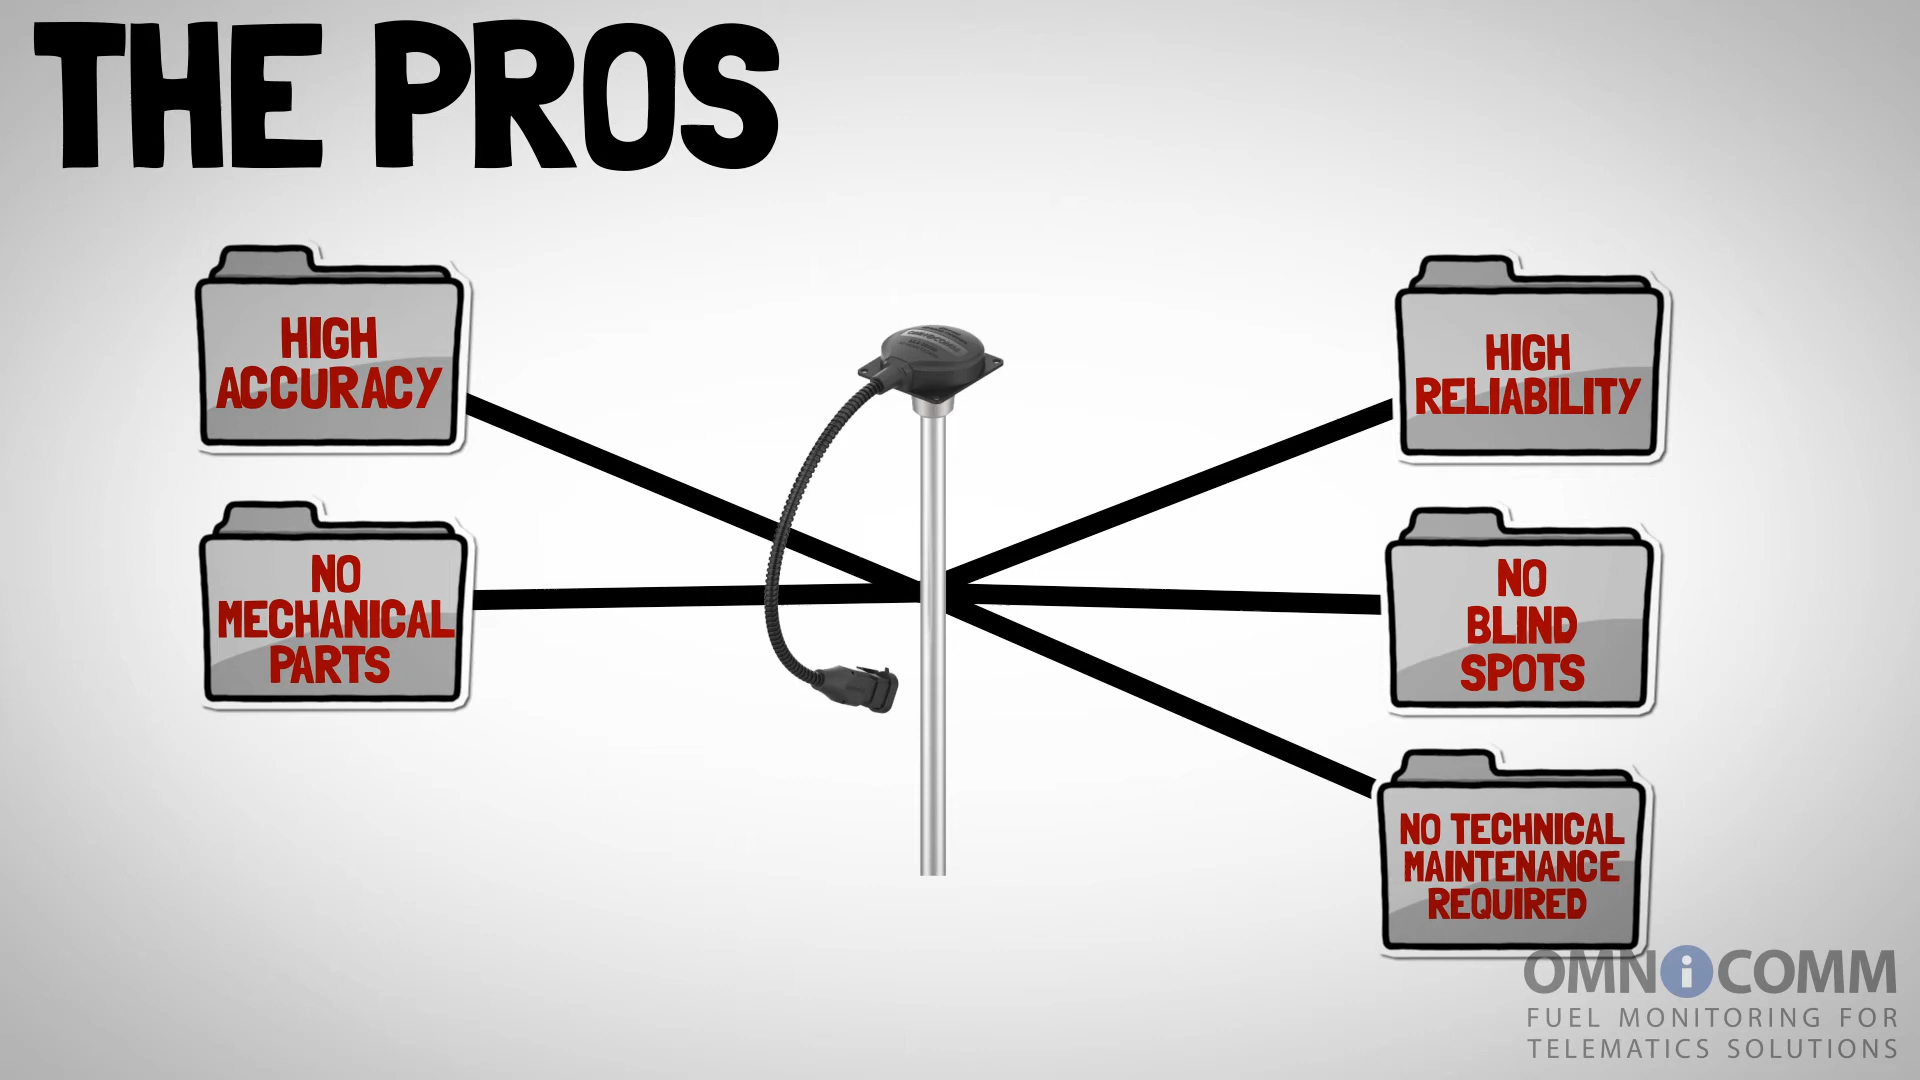 THE PROS
HIGH
ACCURACY
NO
MECHANICAL
PARTS
OMNICOMM
HIGH
RELIABILITY
NO
BLIND
SPOTS
NO TECHNICAL
MAINTENANCE
REQUIRED
OMNiCOMM
FUEL MONITORING FOR
TELEMATICS SOLUTIONS